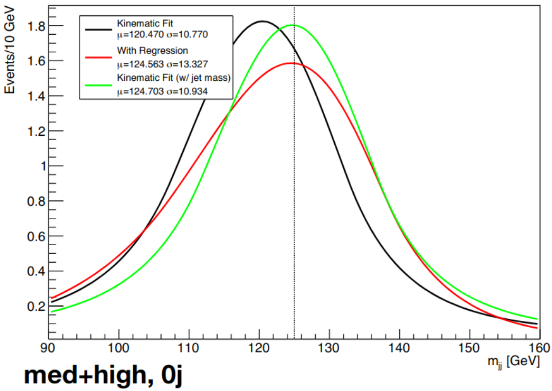 Events/10 GeV
Kinematic Fit
μ=120.470 σ=10.770
With Regression
μ=124.563 σ=13.327
Kinematic Fit (w/ jet mass)
μ=124.703 σ=10.934
1.8
1.6
1.4
1.2
1
0.8
0.6
0.4
0.2
90 100 110 120 130 140 150 160
m_jj [GeV]
med+high, 0j